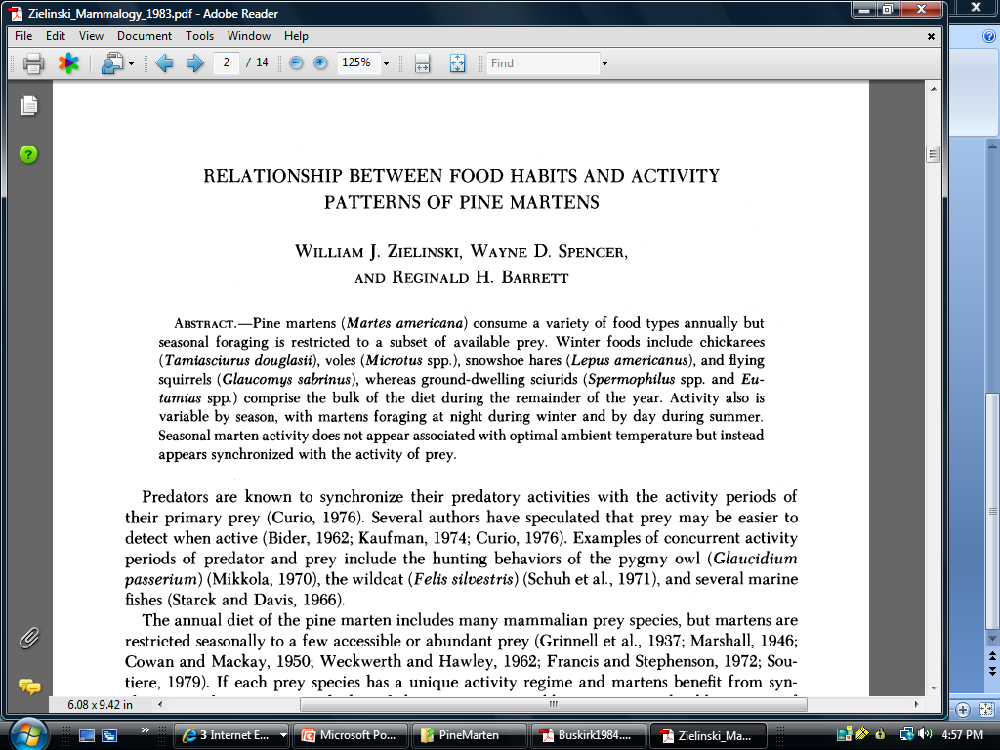 Zielinski_Mammalogy_1983.pdf - Adobe Reader
File Edit View Document Tools Window Help
2 / 14 125% Find
RELATIONSHIP BETWEEN FOOD HABITS AND ACTIVITY
PATTERNS OF PINE MARTENS
WILLIAM J. ZIELINSKI, WAYNE D. SPENCER,
AND REGINALD H. BARRETT
ABSTRACT.—Pine martens (Martes americana) consume a variety of food types annually but
seasonal foraging is restricted to a subset of available prey. Winter foods include chickarees
(Tamiasciurus douglasii), voles (Microtus spp.), snowshoe hares (Lepus americanus), and flying
squirrels (Glaucomys sabrinus), whereas ground-dwelling sciurids (Spermophilus spp. and Eu-
tamias spp.) comprise the bulk of the diet during the remainder of the year. Activity also is
variable by season, with martens foraging at night during winter and by day during summer.
Seasonal marten activity does not appear associated with optimal ambient temperature but instead
appears synchronized with the activity of prey.
Predators are known to synchronize their predatory activities with the activity periods of
their primary prey (Curio, 1976). Several authors have speculated that prey may be easier to
detect when active (Bider, 1962; Kaufman, 1974; Curio, 1976). Examples of concurrent activity
periods of predator and prey include the hunting behaviors of the pygmy owl (Glaucidium
passerium) (Mikkola, 1970), the wildcat (Felis silvestris) (Schuh et al., 1971), and several marine
fishes (Starck and Davis, 1966).
The annual diet of the pine marten includes many mammalian prey species, but martens are
restricted seasonally to a few accessible or abundant prey (Grinnell et al., 1937; Marshall, 1946;
Cowan and Mackay, 1950; Weckwerth and Hawley, 1962; Francis and Stephenson, 1972; Sou-
tiere, 1979). If each prey species has a unique activity regime and martens benefit from syn-
6.08 x 9.42 in
3 Internet E... Microsoft Po... PineMarten Buskirk1984.... Zielinski_Ma... 4:57 PM